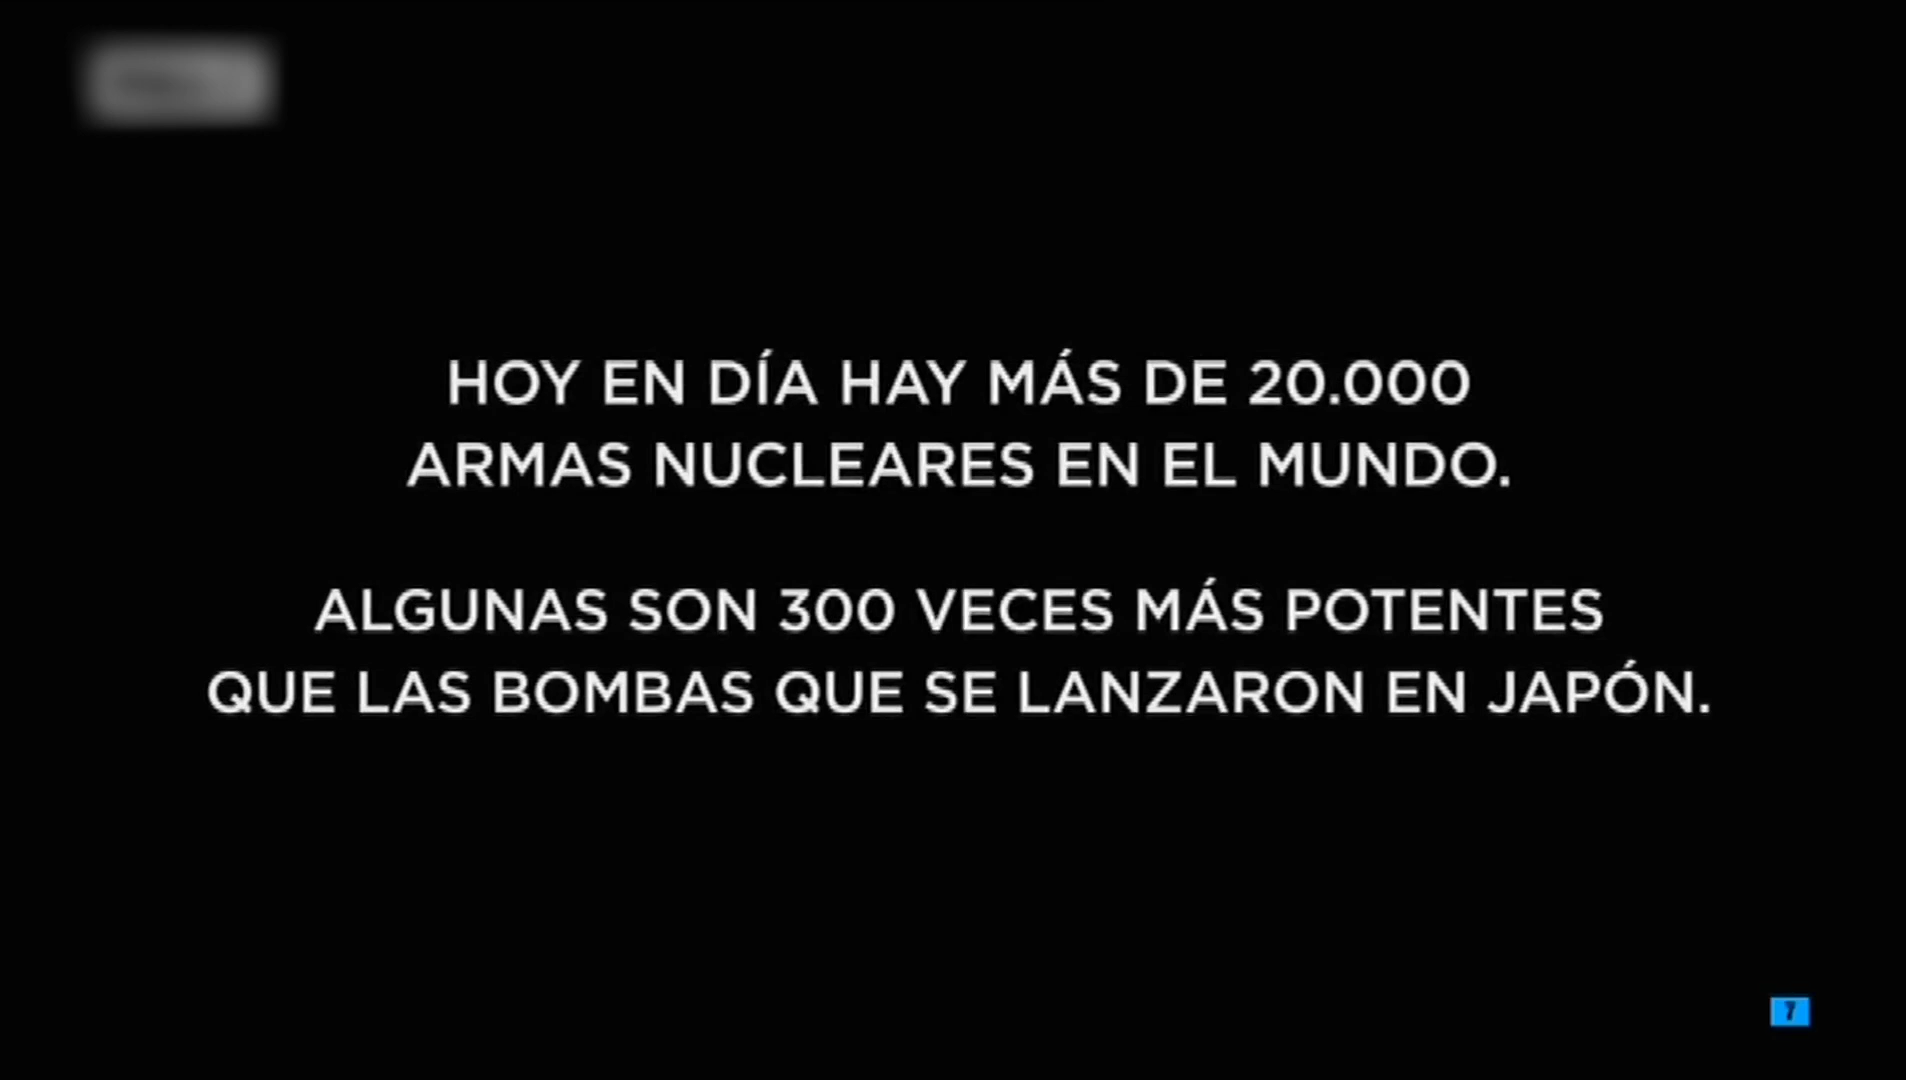 HOY EN DÍA HAY MÁS DE 20.000
ARMAS NUCLEARES EN EL MUNDO.
ALGUNAS SON 300 VECES MÁS POTENTES
QUE LAS BOMBAS QUE SE LANZARON EN JAPÓN.
7